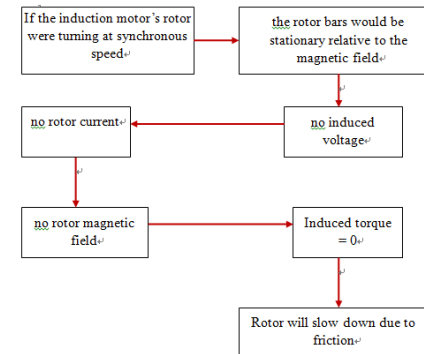 If the induction motor's rotor
were turning at synchronous
speed
the rotor bars would be
stationary relative to the
magnetic field
no induced
voltage
no rotor current
no rotor magnetic
field
Induced torque
= 0
Rotor will slow down due to
friction